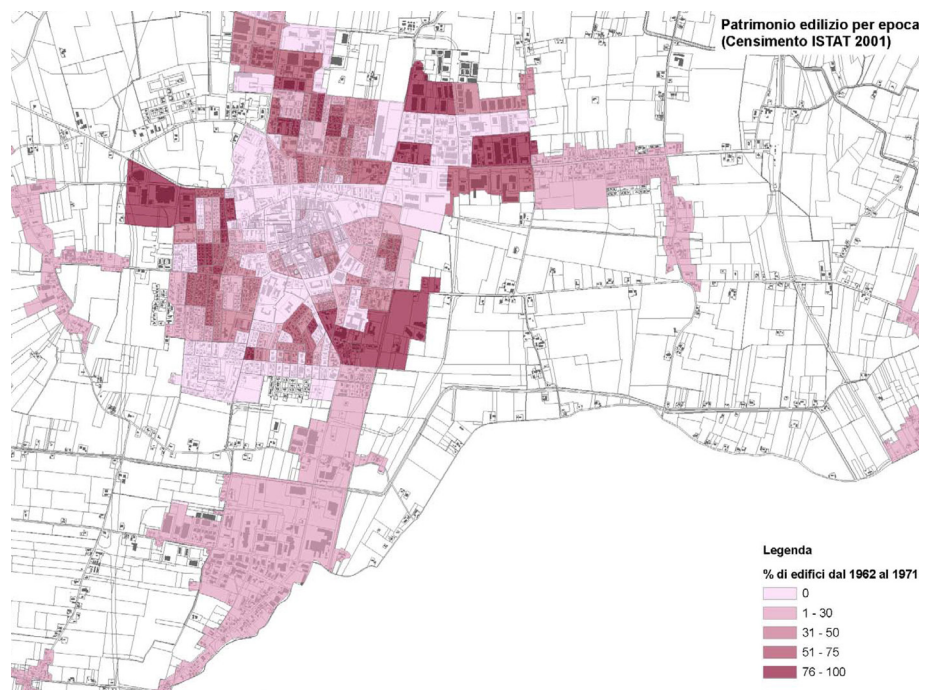 Patrimonio edilizio per epoca
(Censimento ISTAT 2001)
Legenda
% di edifici dal 1962 al 1971
0
1 - 30
31 - 50
51 - 75
76 - 100